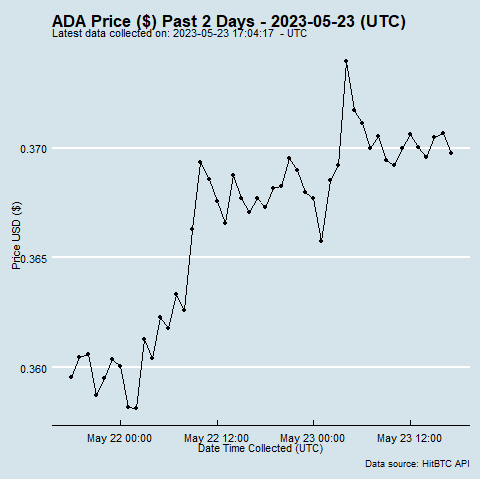 ADA Price ($) Past 2 Days - 2023-05-23 (UTC)
Latest data collected on: 2023-05-23 17:04:17 - UTC
0.370
0.365
0.360
Price USD ($)
May 22 00:00 May 22 12:00 May 23 00:00 May 23 12:00
Date Time Collected (UTC)
Data source: HitBTC API